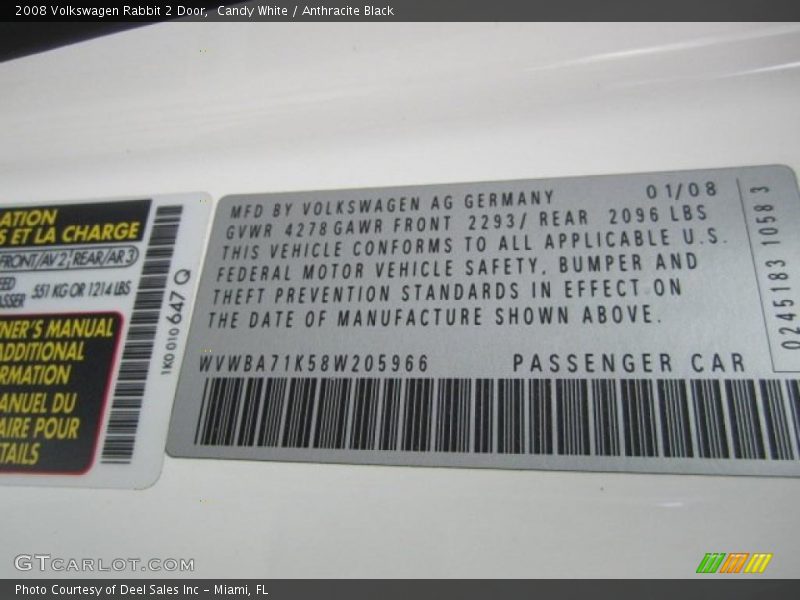 2008 Volkswagen Rabbit 2 Door,  Candy White / Anthracite Black
ATION
S ET LA CHARGE
FRONT/AV 2 REAR/AR 3
551 KG OR 1214 LBS
NER'S MANUAL
ADDITIONAL
RMATION
ANUEL DU
AIRE POUR
TAILS
1K0 010 647 Q
MFD BY VOLKSWAGEN AG GERMANY 01/08
GVWR 4278 GAWR FRONT 2293/ REAR 2096 LBS
THIS VEHICLE CONFORMS TO ALL APPLICABLE U.S.
FEDERAL MOTOR VEHICLE SAFETY, BUMPER AND
THEFT PREVENTION STANDARDS IN EFFECT ON
THE DATE OF MANUFACTURE SHOWN ABOVE.
WVWBA71K58W205966 PASSENGER CAR
0245183 1058 3
GTCARLOT.COM
Photo Courtesy of Deel Sales Inc – Miami, FL